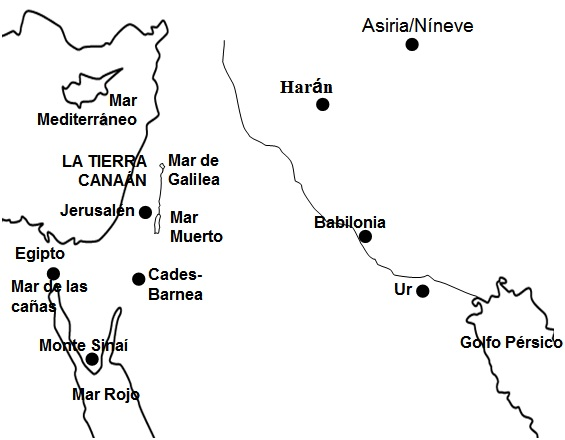 Asiria/Níneve
Harán
Mar
Mediterráneo
LA TIERRA
CANAÁN
Mar de
Galilea
Jerusalén
Mar
Muerto
Babilonia
Egipto
Mar de las
cañas
Cades-
Barnea
Ur
Monte Sinaí
Golfo Pérsico
Mar Rojo